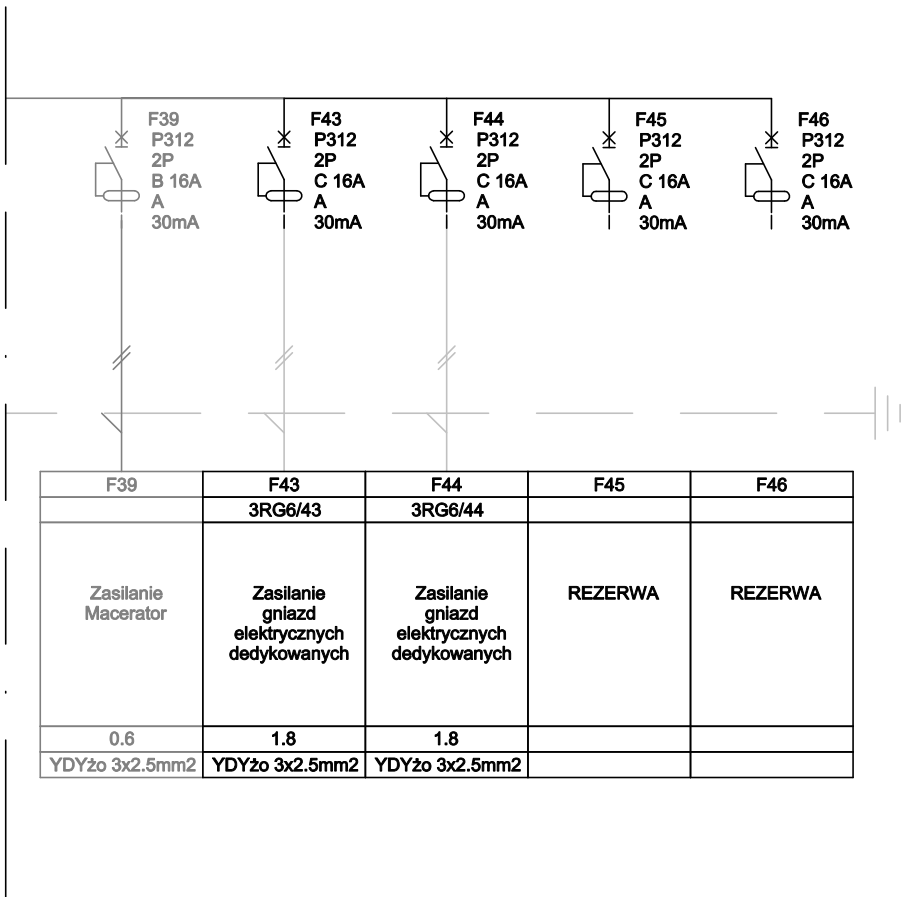 F39
P312
2P
B 16A
A
30mA
F43
P312
2P
C 16A
A
30mA
F44
P312
2P
C 16A
A
30mA
F45
P312
2P
C 16A
A
30mA
F46
P312
2P
C 16A
A
30mA
F39 F43 F44 F45 F46
3RG6/43 3RG6/44
Zasilanie
Macerator
Zasilanie
gniazd
elektrycznych
dedykowanych
Zasilanie
gniazd
elektrycznych
dedykowanych
REZERWA
REZERWA
0.6 1.8 1.8
YDYżo 3x2.5mm2 YDYżo 3x2.5mm2 YDYżo 3x2.5mm2